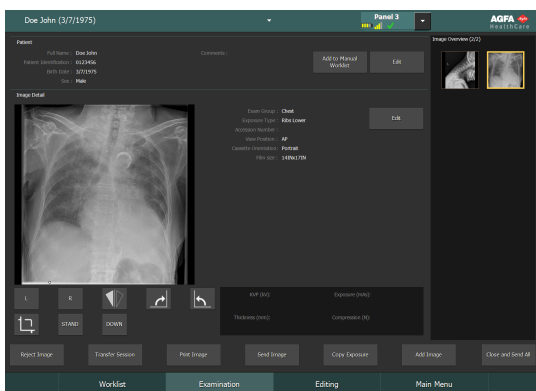 Doe John (3/7/1975)
Panel 3
AGFA
HealthCare
Patient
Full Name : Doe John
Patient Identification : 0123456
Birth Date : 3/7/1975
Sex : Male
Comments :
Add to Manual
Worklist
Edit
Image Overview (2/2)
Image Detail
Exam Group : Chest
Exposure Type : Ribs Lower
Accession Number :
View Position : AP
Cassette Orientation : Portrait
Film size : 14INx17IN
Edit
L
R
KVP (kV):
Exposure (mAs):
STAND
DOWN
Thickness (mm):
Compression (N):
Reject Image
Transfer Session
Print Image
Send Image
Copy Exposure
Add Image
Close and Send All
Worklist
Examination
Editing
Main Menu